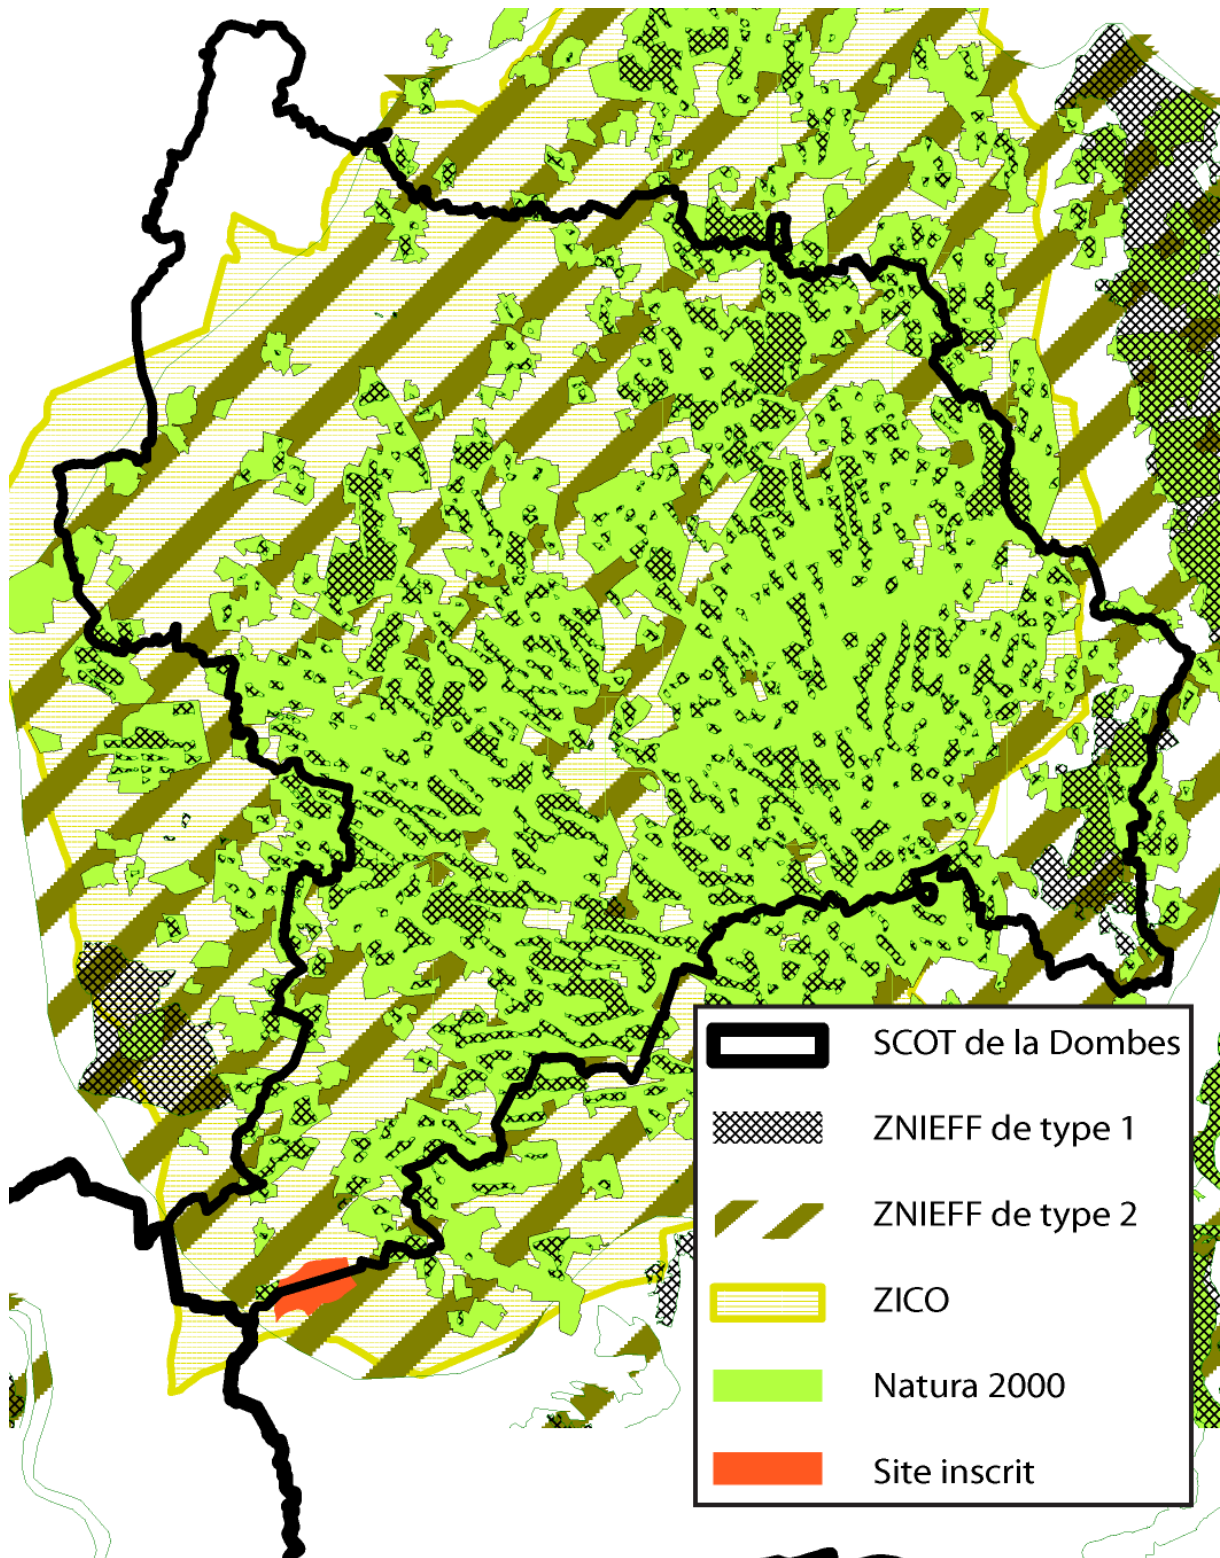 SCOT de la Dombes
ZNIEFF de type 1
ZNIEFF de type 2
ZICO
Natura 2000
Site inscrit